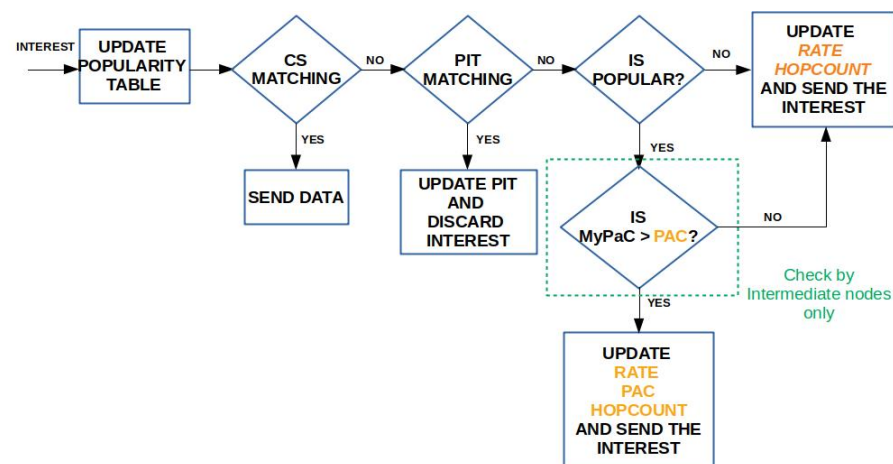 INTEREST
UPDATE
POPULARITY
TABLE
CS
MATCHING
NO
PIT
MATCHING
NO
IS
POPULAR?
NO
UPDATE
RATE
HOPCOUNT
AND SEND THE
INTEREST
YES
SEND DATA
YES
UPDATE PIT
AND
DISCARD
INTEREST
YES
IS
MyPaC > PAC?
NO
Check by
Intermediate nodes
only
YES
UPDATE
RATE
PAC
HOPCOUNT
AND SEND THE
INTEREST